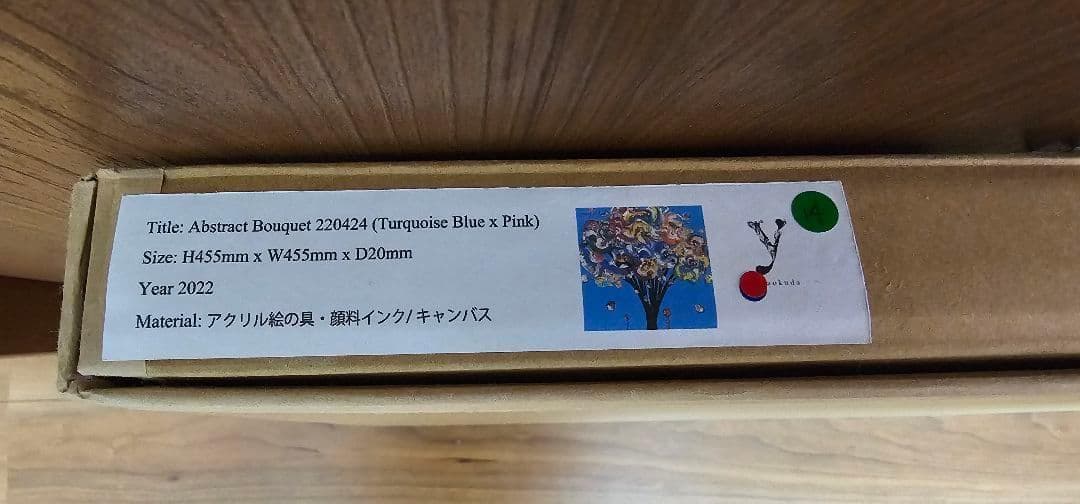 Title: Abstract Bouquet 220424 (Turquoise Blue x Pink)
Size: H455mm x W455mm x D20mm
Year 2022
Material: アクリル絵の具・顔料インク/キャンバス
y